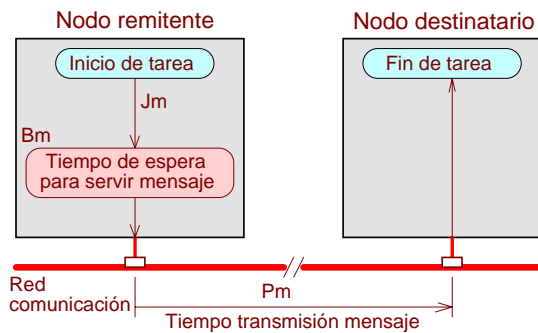 Nodo remitente
Nodo destinatario
Inicio de tarea
Fin de tarea
Jm
Bm
Tiempo de espera
para servir mensaje
Red
comunicación
Pm
Tiempo transmisión mensaje